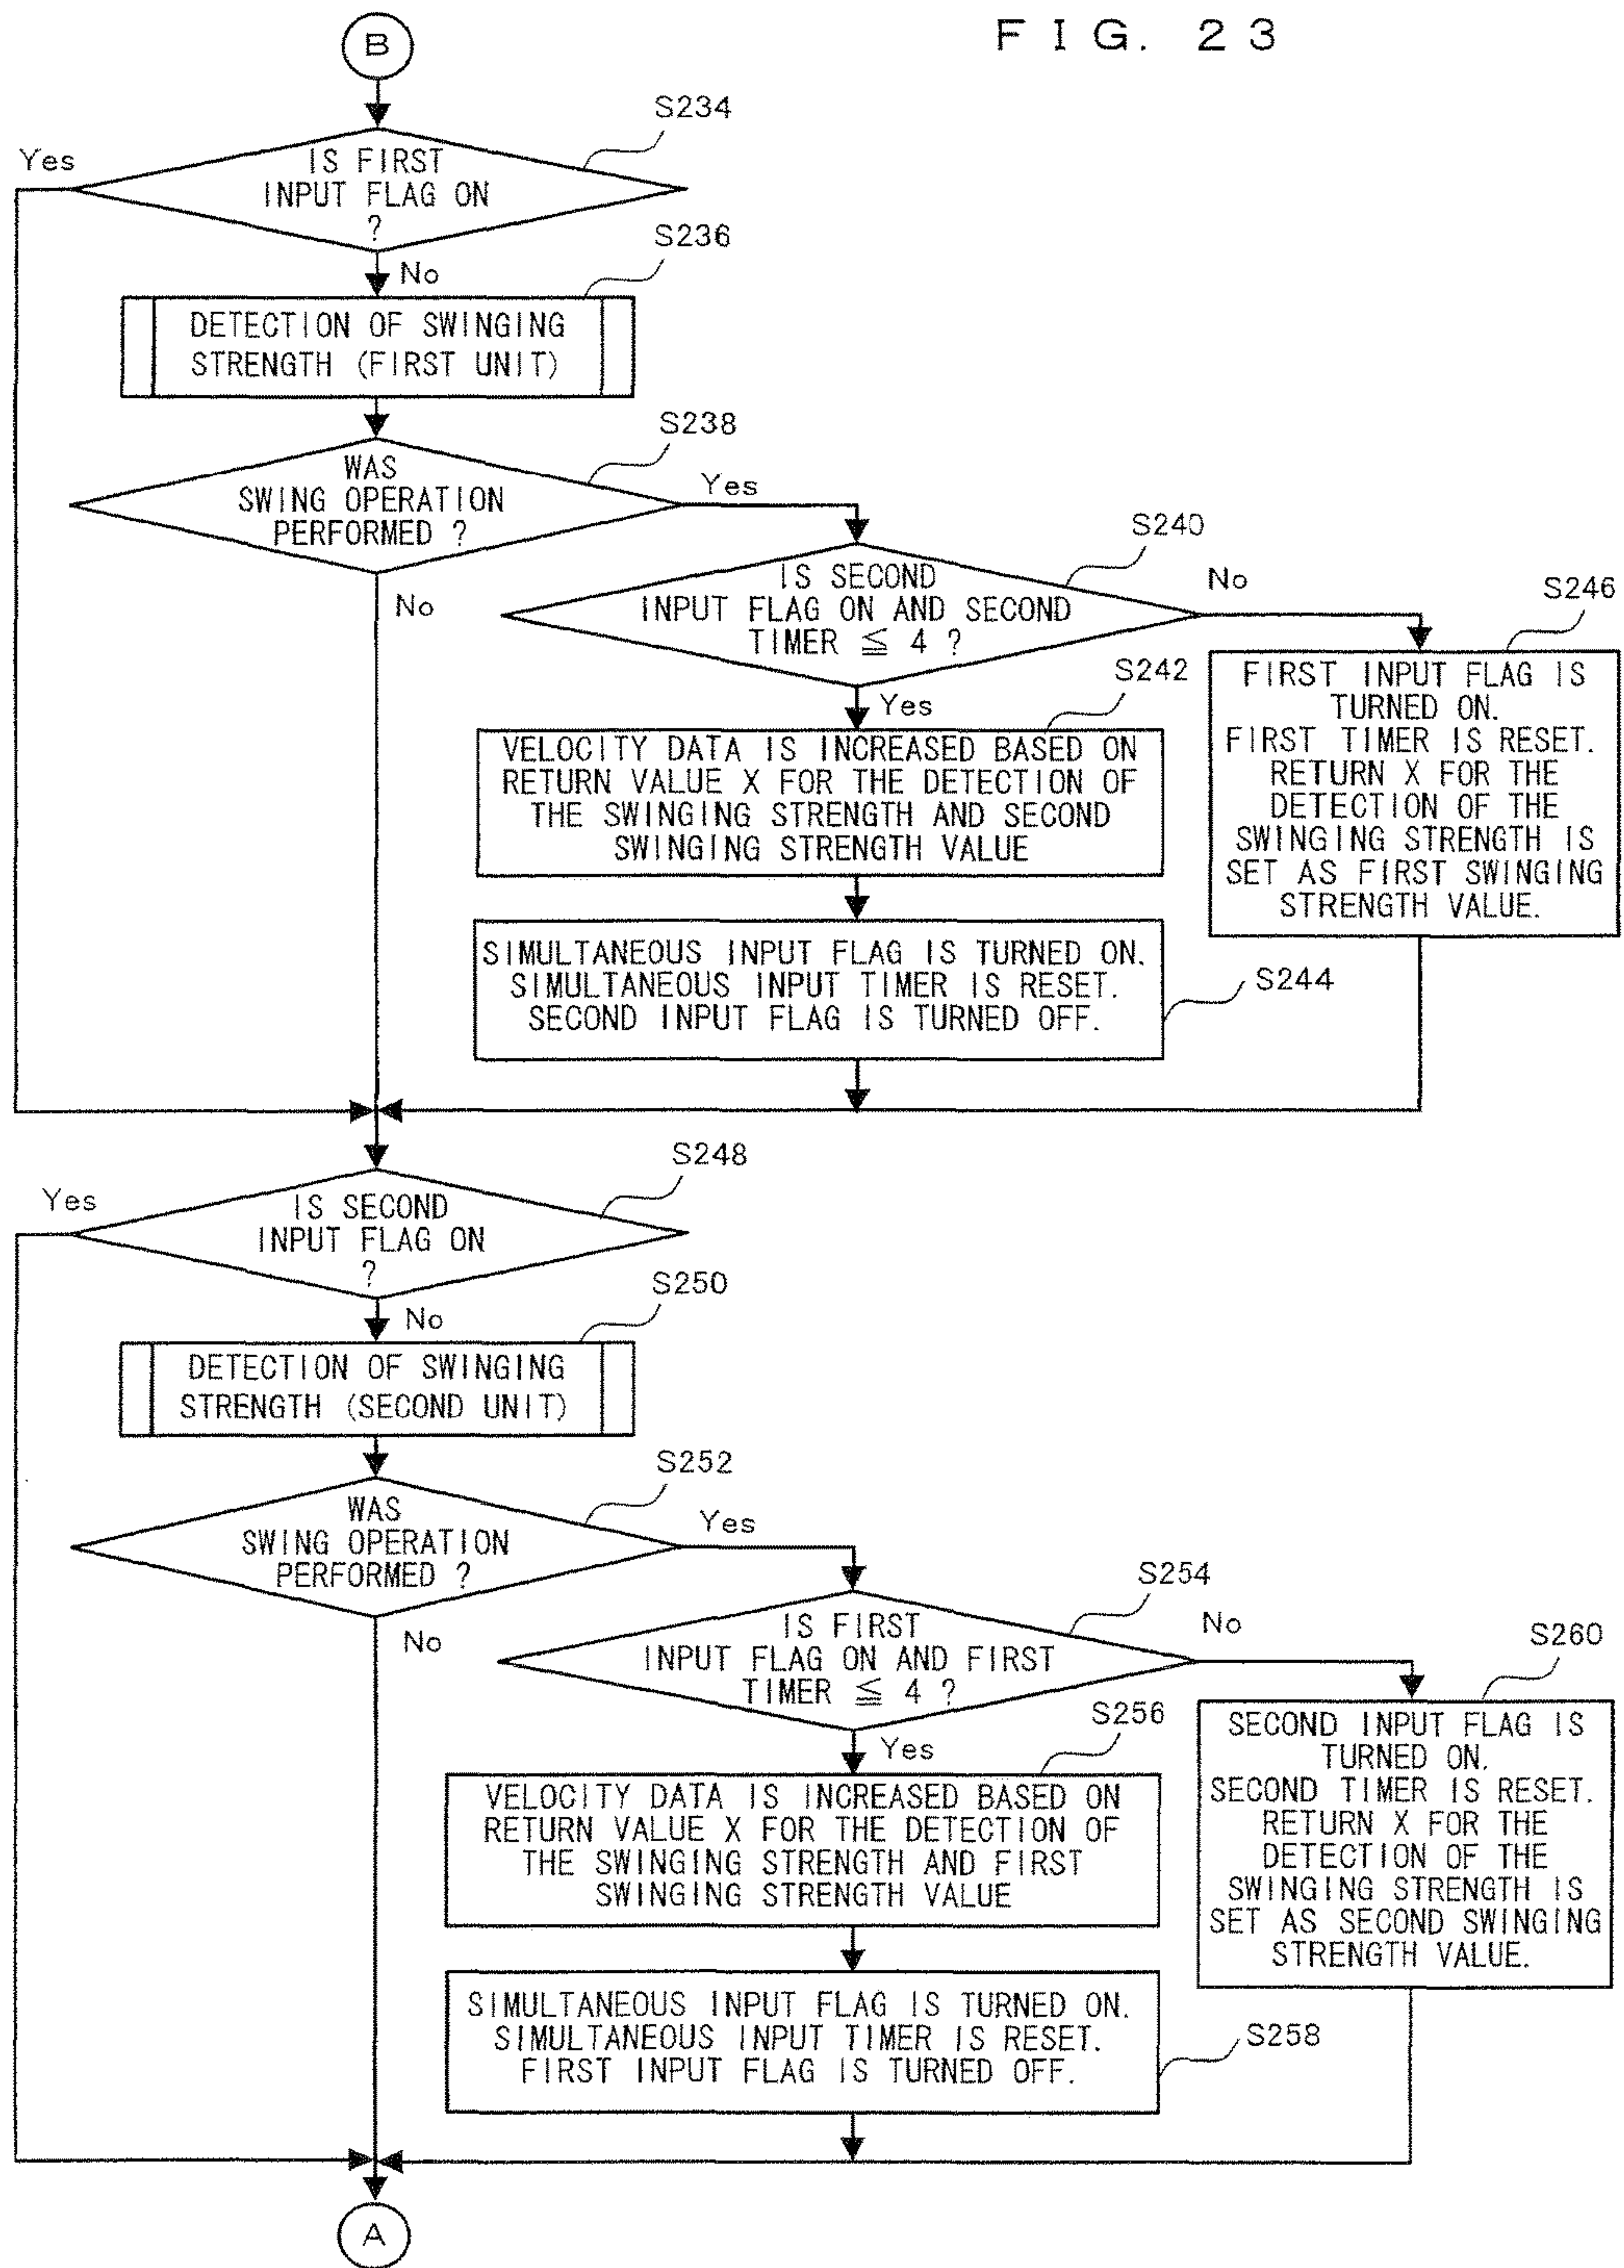 FIG. 23
B
S234
Yes
IS FIRST
INPUT FLAG ON
?
No
S236
DETECTION OF SWINGING
STRENGTH (FIRST UNIT)
S238
WAS
SWING OPERATION
PERFORMED ?
Yes
No
S240
IS SECOND
INPUT FLAG ON AND SECOND
TIMER ≦ 4 ?
No
Yes
S242
VELOCITY DATA IS INCREASED BASED ON
RETURN VALUE X FOR THE DETECTION OF
THE SWINGING STRENGTH AND SECOND
SWINGING STRENGTH VALUE
S246
FIRST INPUT FLAG IS
TURNED ON.
FIRST TIMER IS RESET.
RETURN X FOR THE
DETECTION OF THE
SWINGING STRENGTH IS
SET AS FIRST SWINGING
STRENGTH VALUE.
SIMULTANEOUS INPUT FLAG IS TURNED ON.
SIMULTANEOUS INPUT TIMER IS RESET.
SECOND INPUT FLAG IS TURNED OFF.
S244
S248
Yes
IS SECOND
INPUT FLAG ON
?
No
S250
DETECTION OF SWINGING
STRENGTH (SECOND UNIT)
S252
WAS
SWING OPERATION
PERFORMED ?
Yes
No
S254
IS FIRST
INPUT FLAG ON AND FIRST
TIMER ≦ 4 ?
No
Yes
S256
VELOCITY DATA IS INCREASED BASED ON
RETURN VALUE X FOR THE DETECTION OF
THE SWINGING STRENGTH AND FIRST
SWINGING STRENGTH VALUE
S260
SECOND INPUT FLAG IS
TURNED ON.
SECOND TIMER IS RESET.
RETURN X FOR THE
DETECTION OF THE
SWINGING STRENGTH IS
SET AS SECOND SWINGING
STRENGTH VALUE.
SIMULTANEOUS INPUT FLAG IS TURNED ON.
SIMULTANEOUS INPUT TIMER IS RESET.
FIRST INPUT FLAG IS TURNED OFF.
S258
A